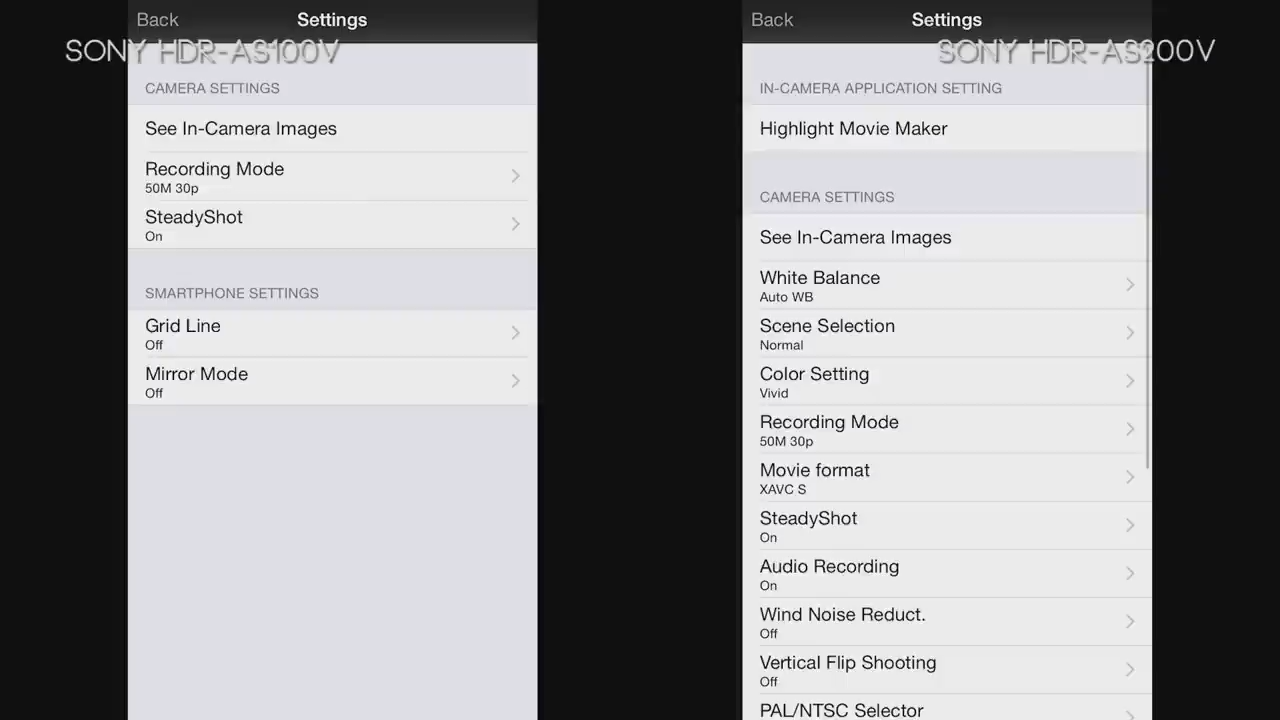 Back
Settings
SONY HDR-AS100V
CAMERA SETTINGS
See In-Camera Images
Recording Mode
50M 30p
SteadyShot
On
SMARTPHONE SETTINGS
Grid Line
Off
Mirror Mode
Off
Back
Settings
SONY HDR-AS200V
IN-CAMERA APPLICATION SETTING
Highlight Movie Maker
CAMERA SETTINGS
See In-Camera Images
White Balance
Auto WB
Scene Selection
Normal
Color Setting
Vivid
Recording Mode
50M 30p
Movie format
XAVC S
SteadyShot
On
Audio Recording
On
Wind Noise Reduct.
Off
Vertical Flip Shooting
Off
PAL/NTSC Selector